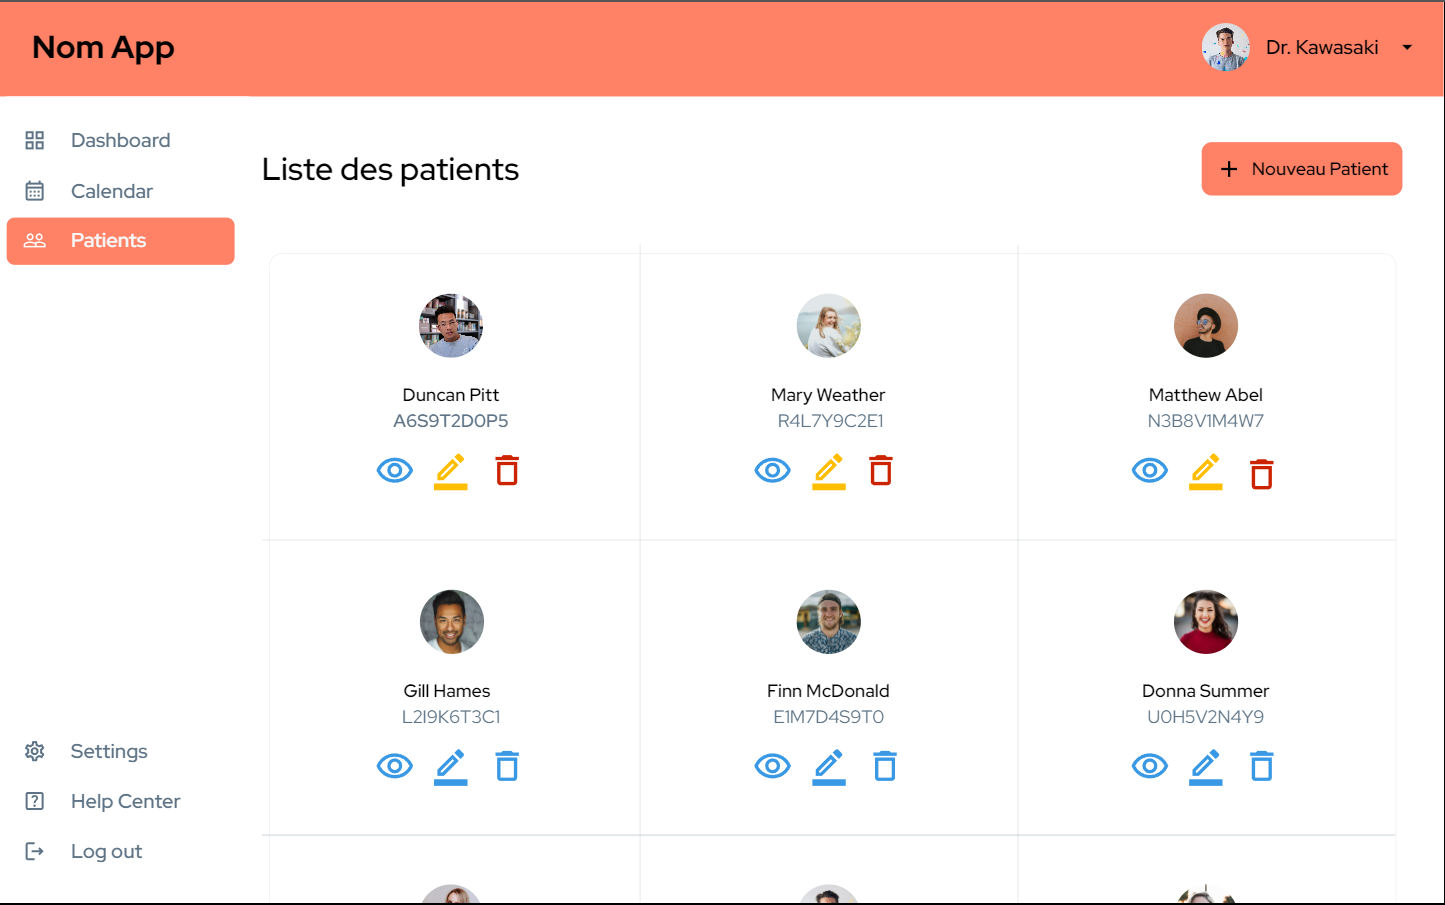 Nom App
Dr. Kawasaki
Dashboard
Calendar
Patients
Liste des patients
Nouveau Patient
Duncan Pitt
A6S9T2D0P5
Mary Weather
R4L7Y9C2E1
Matthew Abel
N3B8V1M4W7
Gill Hames
L2I9K6T3C1
Finn McDonald
E1M7D4S9T0
Donna Summer
U0H5V2N4Y9
Settings
Help Center
Log out